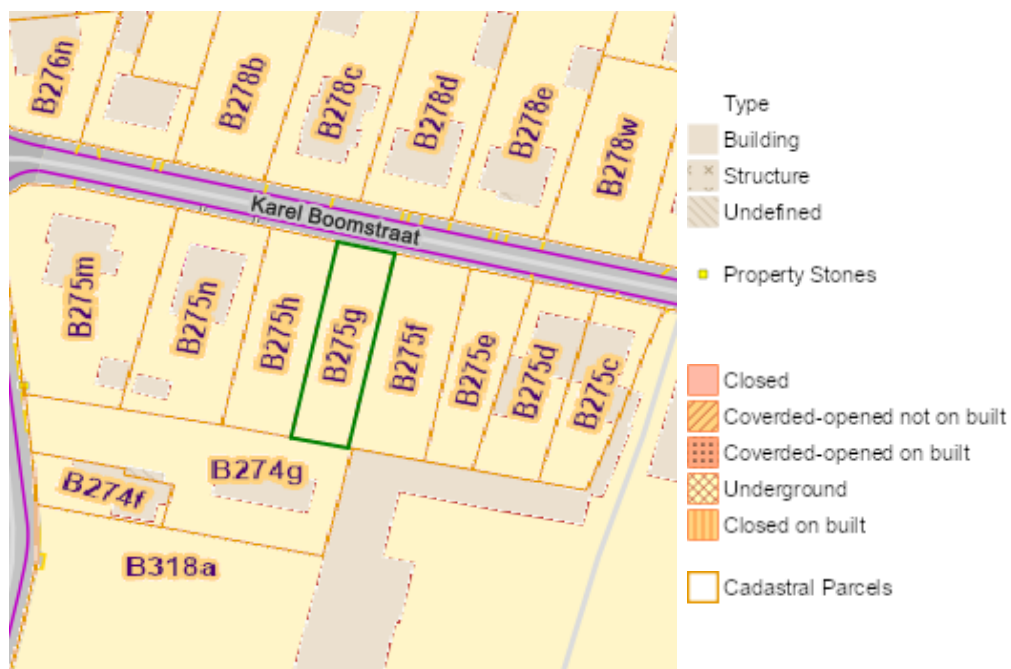 B276n
B278b
B278c
B278d
B278e
B278w
Karel Boomstraat
B275m
B275n
B275h
B275g
B275f
B275e
B275d
B275c
B274f
B274g
B318a
Type
Building
Structure
Undefined
Property Stones
Closed
Coverded-opened not on built
Coverded-opened on built
Underground
Closed on built
Cadastral Parcels